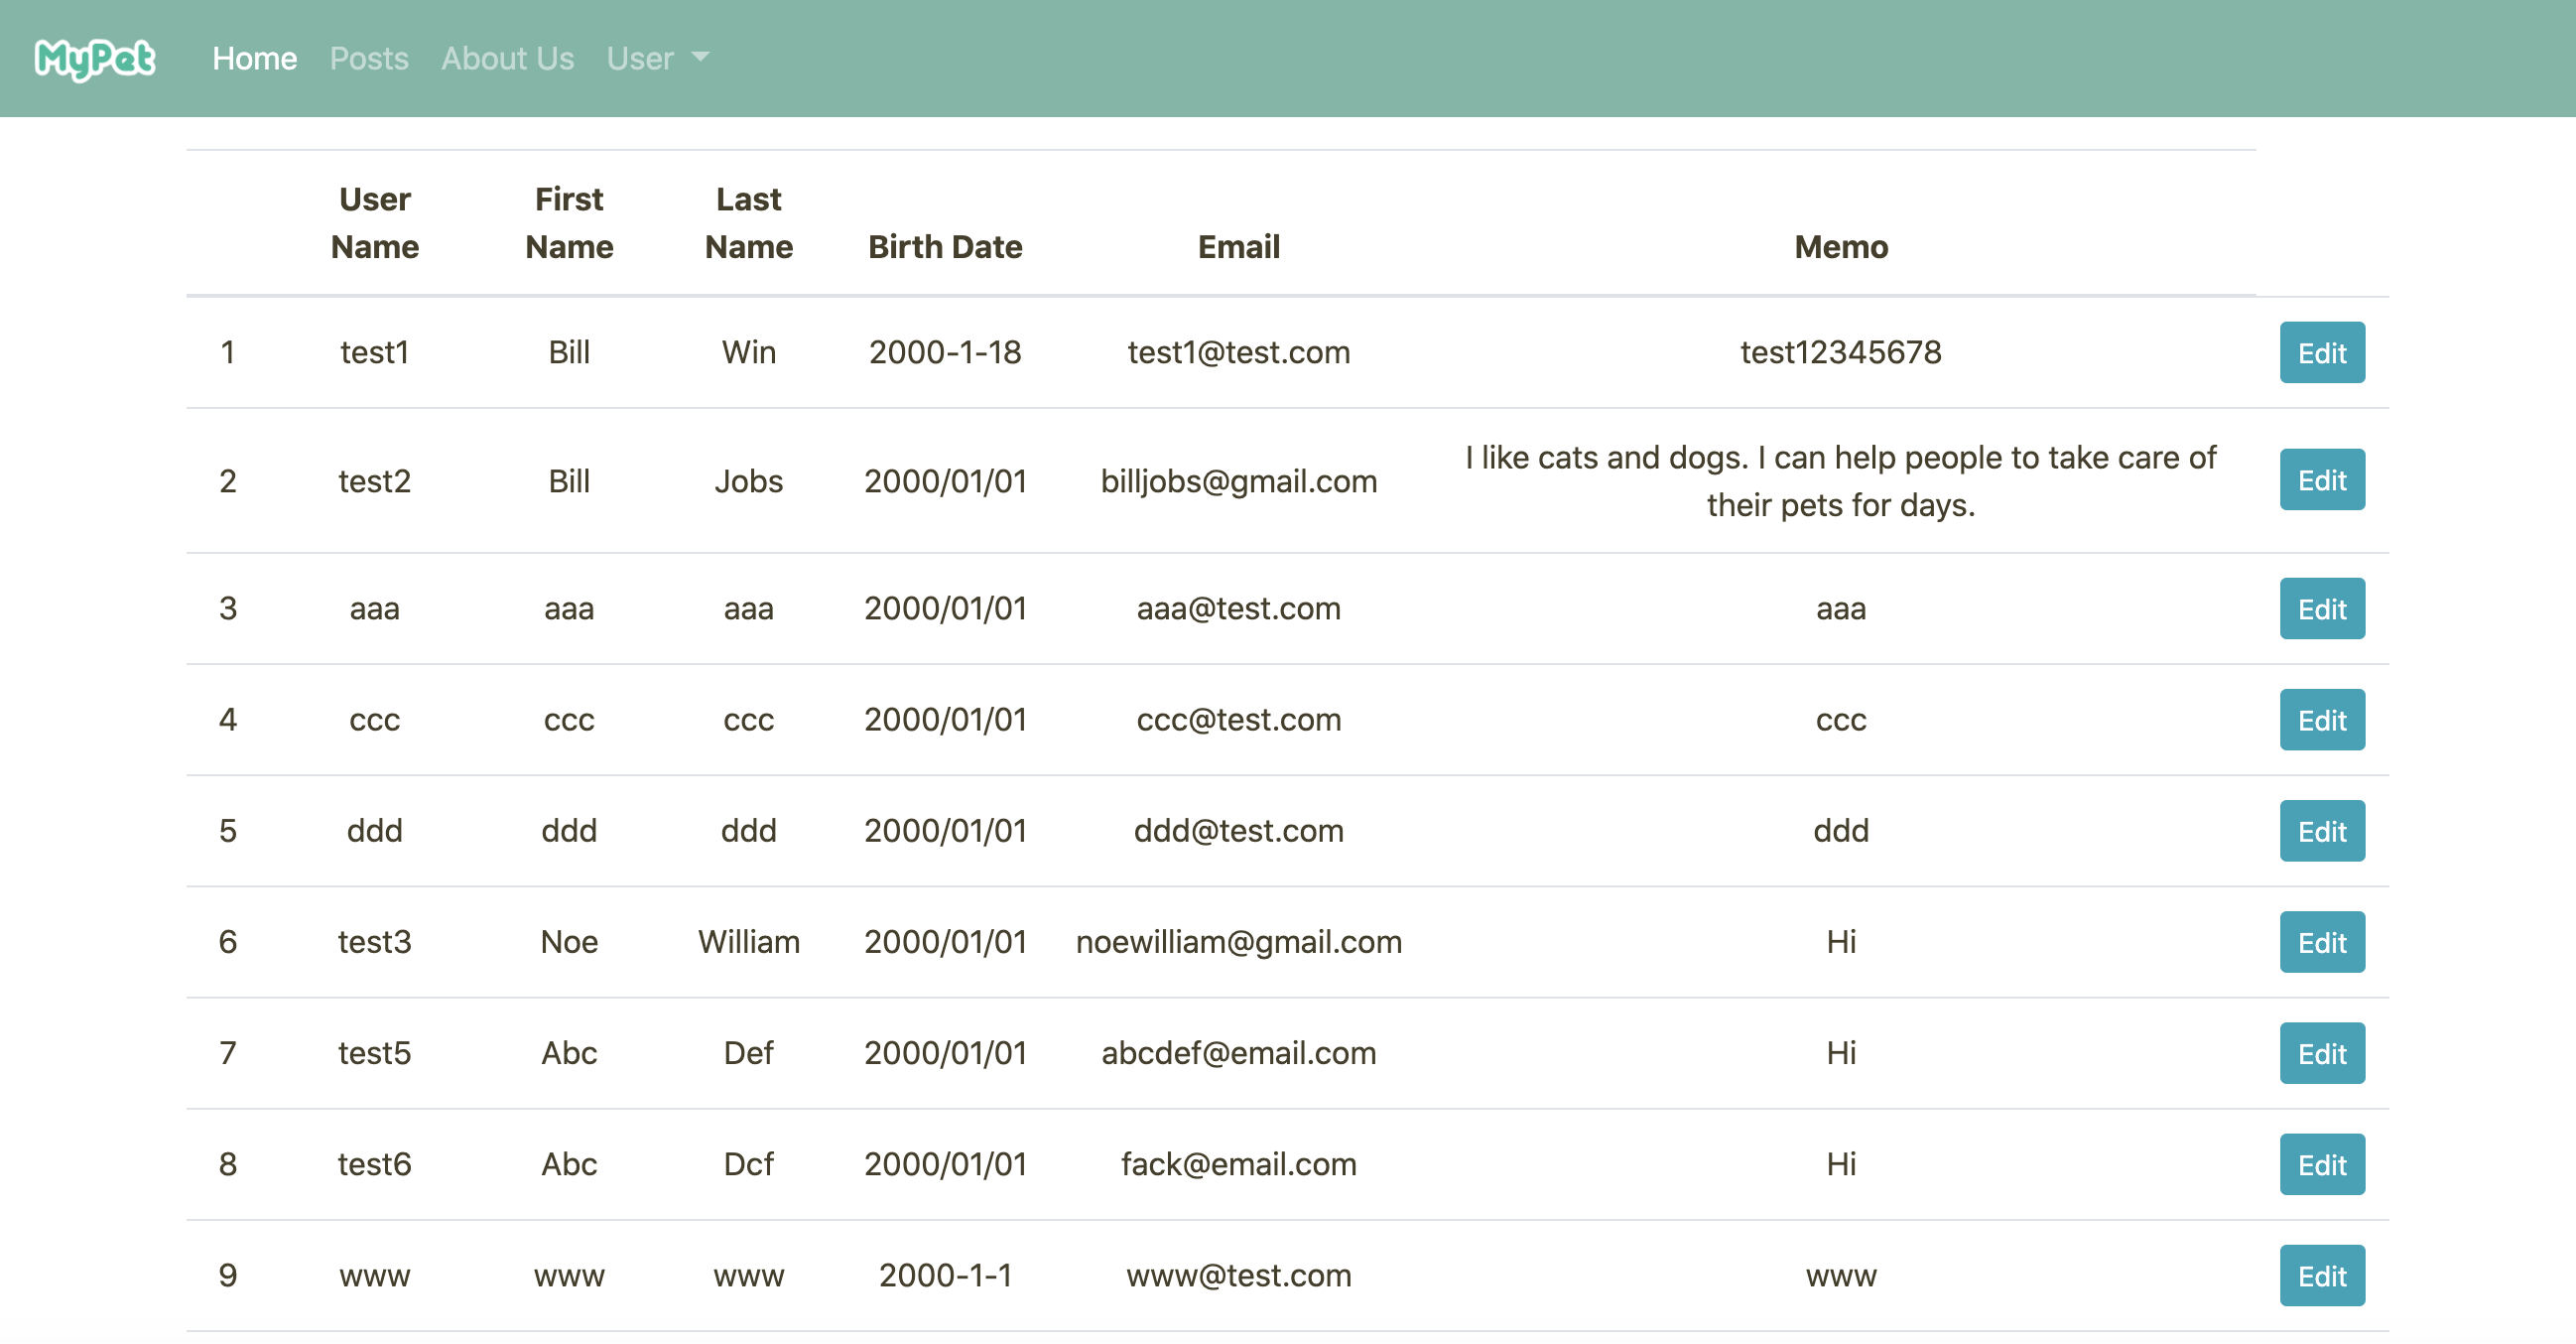 MyPet Home Posts About Us User
User Name First Name Last Name Birth Date Email Memo
1 test1 Bill Win 2000-1-18 test1@test.com test12345678 Edit
2 test2 Bill Jobs 2000/01/01 billjobs@gmail.com I like cats and dogs. I can help people to take care of
their pets for days. Edit
3 aaa aaa aaa 2000/01/01 aaa@test.com aaa Edit
4 ccc ccc ccc 2000/01/01 ccc@test.com ccc Edit
5 ddd ddd ddd 2000/01/01 ddd@test.com ddd Edit
6 test3 Noe William 2000/01/01 noewilliam@gmail.com Hi Edit
7 test5 Abc Def 2000/01/01 abcdef@email.com Hi Edit
8 test6 Abc Dcf 2000/01/01 fack@email.com Hi Edit
9 www www www 2000-1-1 www@test.com www Edit